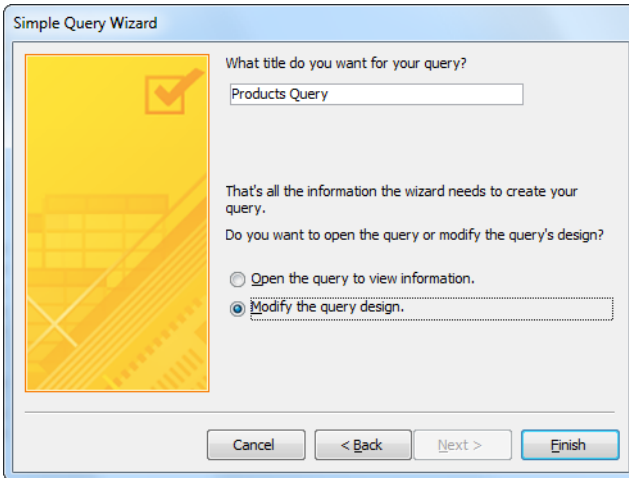 Simple Query Wizard
What title do you want for your query?
Products Query
That's all the information the wizard needs to create your
query.
Do you want to open the query or modify the query's design?
Open the query to view information.
Modify the query design.
Cancel
< Back
Next >
Finish